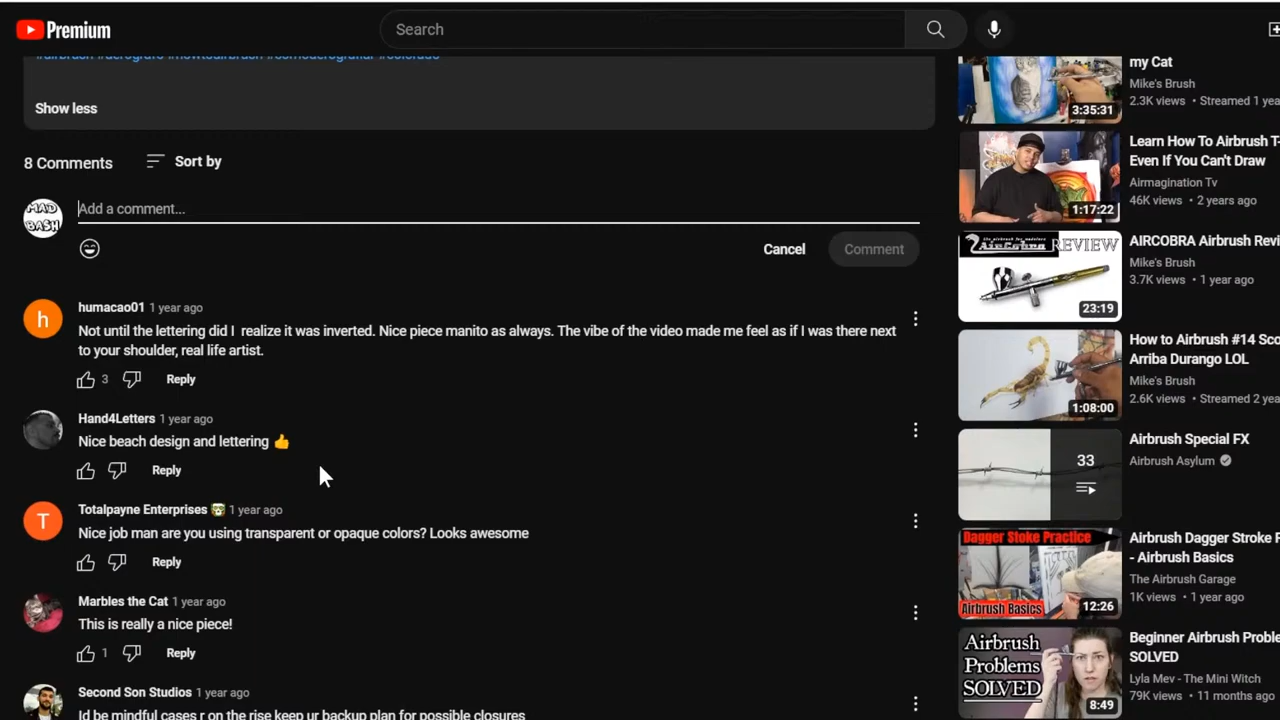 Premium
Search
Show less
8 Comments
Sort by
MAD
BASH
Add a comment...
Cancel
Comment
h
humacao01 1 year ago
Not until the lettering did I realize it was inverted. Nice piece manito as always. The vibe of the video made me feel as if I was there next
to your shoulder, real life artist.
3
Reply
Hand4Letters 1 year ago
Nice beach design and lettering 👍
Reply
T
Totalpayne Enterprises 1 year ago
Nice job man are you using transparent or opaque colors? Looks awesome
Reply
Marbles the Cat 1 year ago
This is really a nice piece!
1
Reply
Second Son Studios 1 year ago
Id be mindful cases r on the rise keep ur backup plan for possible closures
my Cat
Mike's Brush
2.3K views • Streamed 1 yea
3:35:31
Learn How To Airbrush T-
Even If You Can't Draw
Airmagination Tv
46K views • 2 years ago
1:17:22
AirCobra REVIEW
AIRCOBRA Airbrush Revi
Mike's Brush
3.7K views • 1 year ago
23:19
How to Airbrush #14 Sco
Arriba Durango LOL
Mike's Brush
2.6K views • Streamed 2 yea
1:08:00
33
Airbrush Special FX
Airbrush Asylum
Dagger Stoke Practice
Airbrush Basics
12:26
Airbrush Dagger Stroke P
- Airbrush Basics
The Airbrush Garage
1K views • 1 year ago
Airbrush
Problems
SOLVED
8:49
Beginner Airbrush Proble
SOLVED
Lyla Mev - The Mini Witch
79K views • 11 months ago